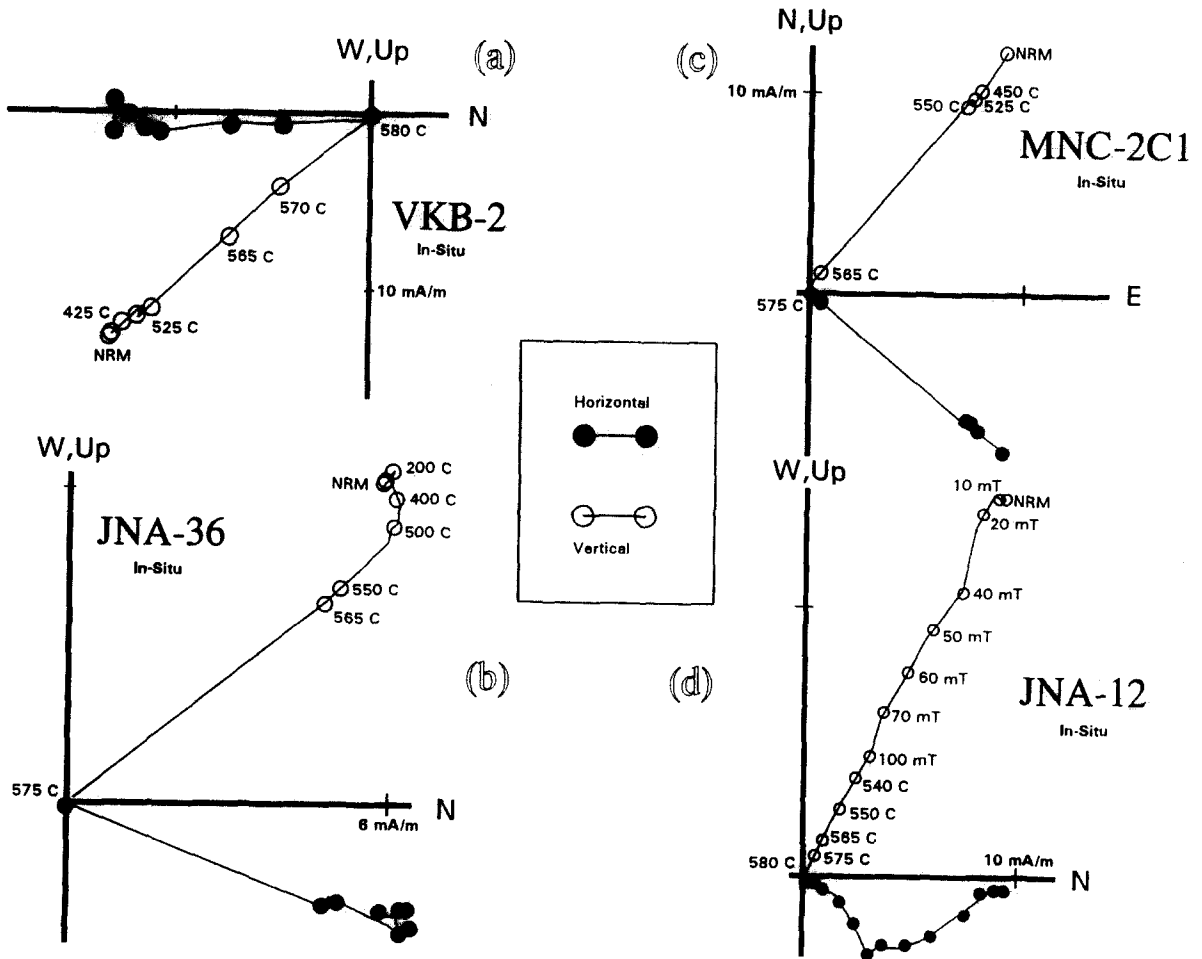 (a)
W,Up
N
580 C
570 C
VKB-2
In-Situ
565 C
10 mA/m
425 C
525 C
NRM
(c)
N,Up
NRM
10 mA/m
450 C
550 C
525 C
MNC-2C1
In-Situ
565 C
575 C
E
Horizontal
Vertical
W,Up
NRM
200 C
400 C
500 C
JNA-36
In-Situ
550 C
565 C
(b)
575 C
6 mA/m
N
W,Up
10 mT
NRM
20 mT
40 mT
50 mT
60 mT
(d)
JNA-12
In-Situ
70 mT
100 mT
540 C
550 C
565 C
580 C
575 C
10 mA/m
N